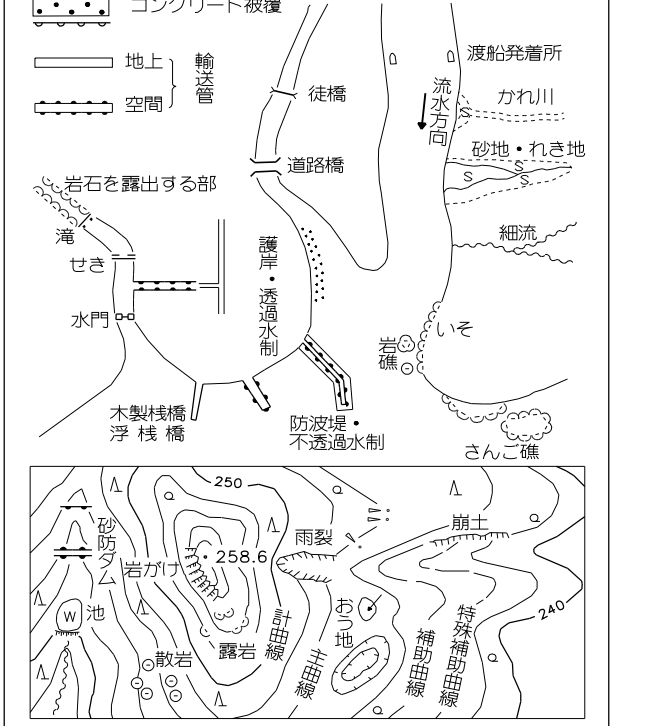 コンクリート被覆
地上
空間
輸送管
徒橋
道路橋
渡船発着所
流水方向
かれ川
砂地・れき地
岩石を露出する部
滝
せき
水門
護岸・透過水制
細流
いそ
岩礁
木製桟橋
浮桟橋
防波堤・
不透過水制
さんご礁
250
砂防ダム
岩がけ
258.6
雨裂
崩土
W
池
おう地
計曲線
主曲線
補助曲線
特殊補助曲線
240
散岩
露岩